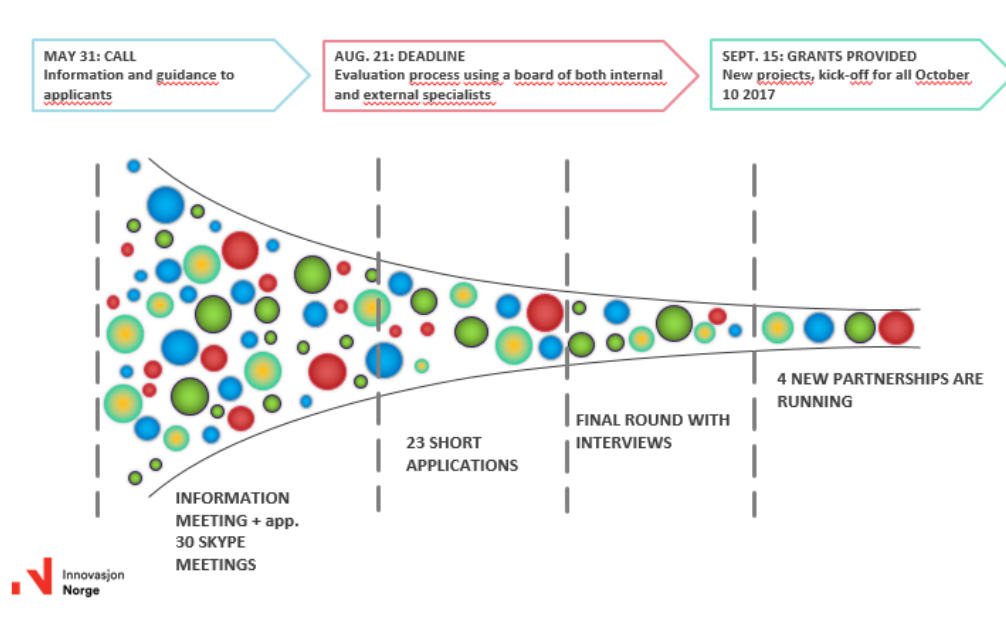 MAY 31: CALL
Information and guidance to
applicants
AUG. 21: DEADLINE
Evaluation process using a board of both internal
and external specialists
SEPT. 15: GRANTS PROVIDED
New projects, kick-off for all October
10 2017
4 NEW PARTNERSHIPS ARE
RUNNING
FINAL ROUND WITH
INTERVIEWS
23 SHORT
APPLICATIONS
INFORMATION
MEETING + app.
30 SKYPE
MEETINGS
Innovasjon
Norge